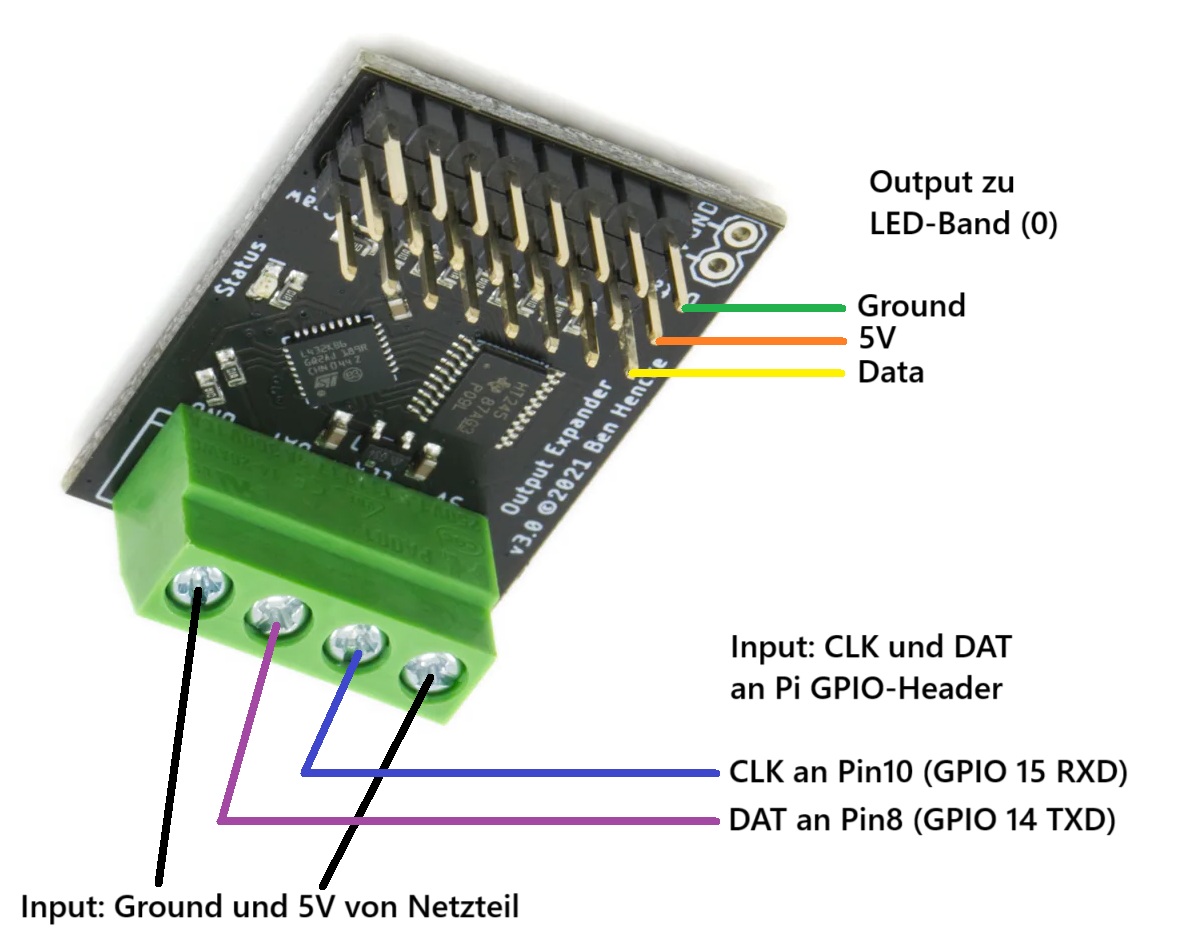 Output zu
LED-Band (0)
Ground
5V
Data
Status
L432KU6
HT245
Output Expander
v3.0 ©2021 Ben Hencke
Input: CLK und DAT
an Pi GPIO-Header
CLK an Pin10 (GPIO 15 RXD)
DAT an Pin8 (GPIO 14 TXD)
Input: Ground und 5V von Netzteil